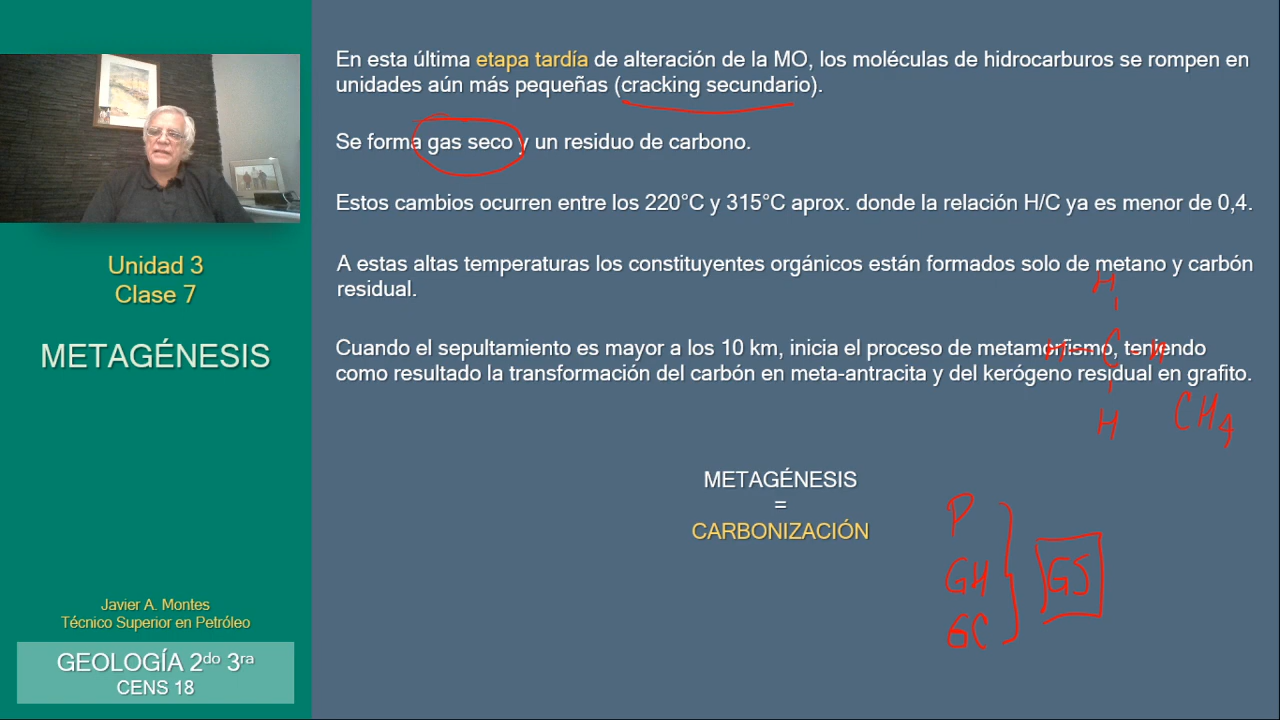 En esta última etapa tardía de alteración de la MO, los moléculas de hidrocarburos se rompen en
unidades aún más pequeñas (cracking secundario).
Se forma gas seco y un residuo de carbono.
Estos cambios ocurren entre los 220°C y 315°C aprox. donde la relación H/C ya es menor de 0,4.
A estas altas temperaturas los constituyentes orgánicos están formados solo de metano y carbón
residual.
Cuando el sepultamiento es mayor a los 10 km, inicia el proceso de metamorfismo, teniendo
como resultado la transformación del carbón en meta-antracita y del kerógeno residual en grafito.
H
H - C - H
H
CH4
METAGÉNESIS
=
CARBONIZACIÓN
P
GH
GC
GS
Unidad 3
Clase 7
METAGÉNESIS
Javier A. Montes
Técnico Superior en Petróleo
GEOLOGÍA 2do 3ra
CENS 18